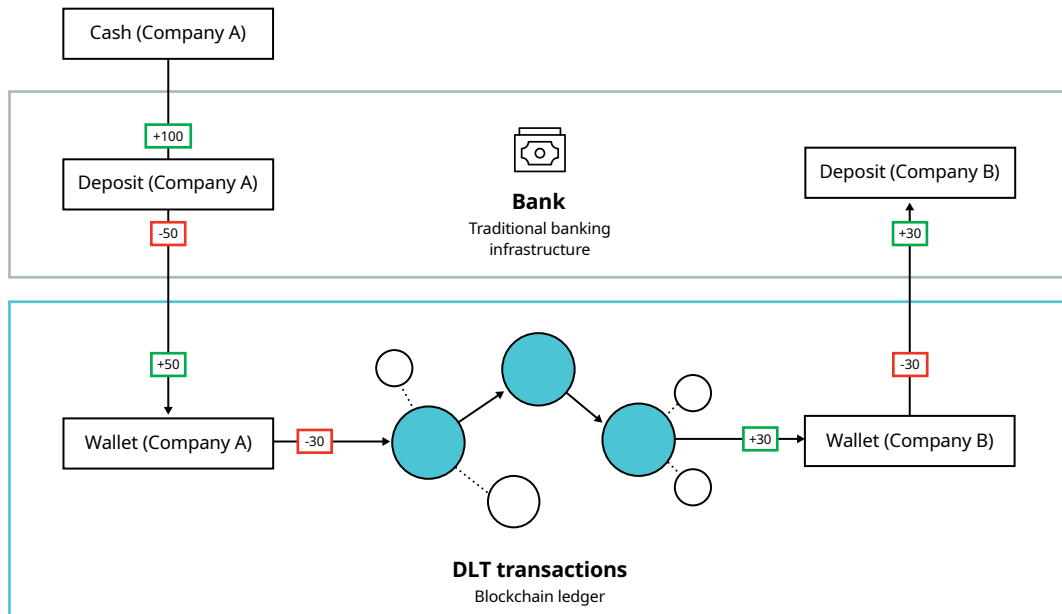 Cash (Company A)
+100
Deposit (Company A)
-50
Bank
Traditional banking
infrastructure
Deposit (Company B)
+30
+50
-30
Wallet (Company A)
-30
+30
Wallet (Company B)
DLT transactions
Blockchain ledger